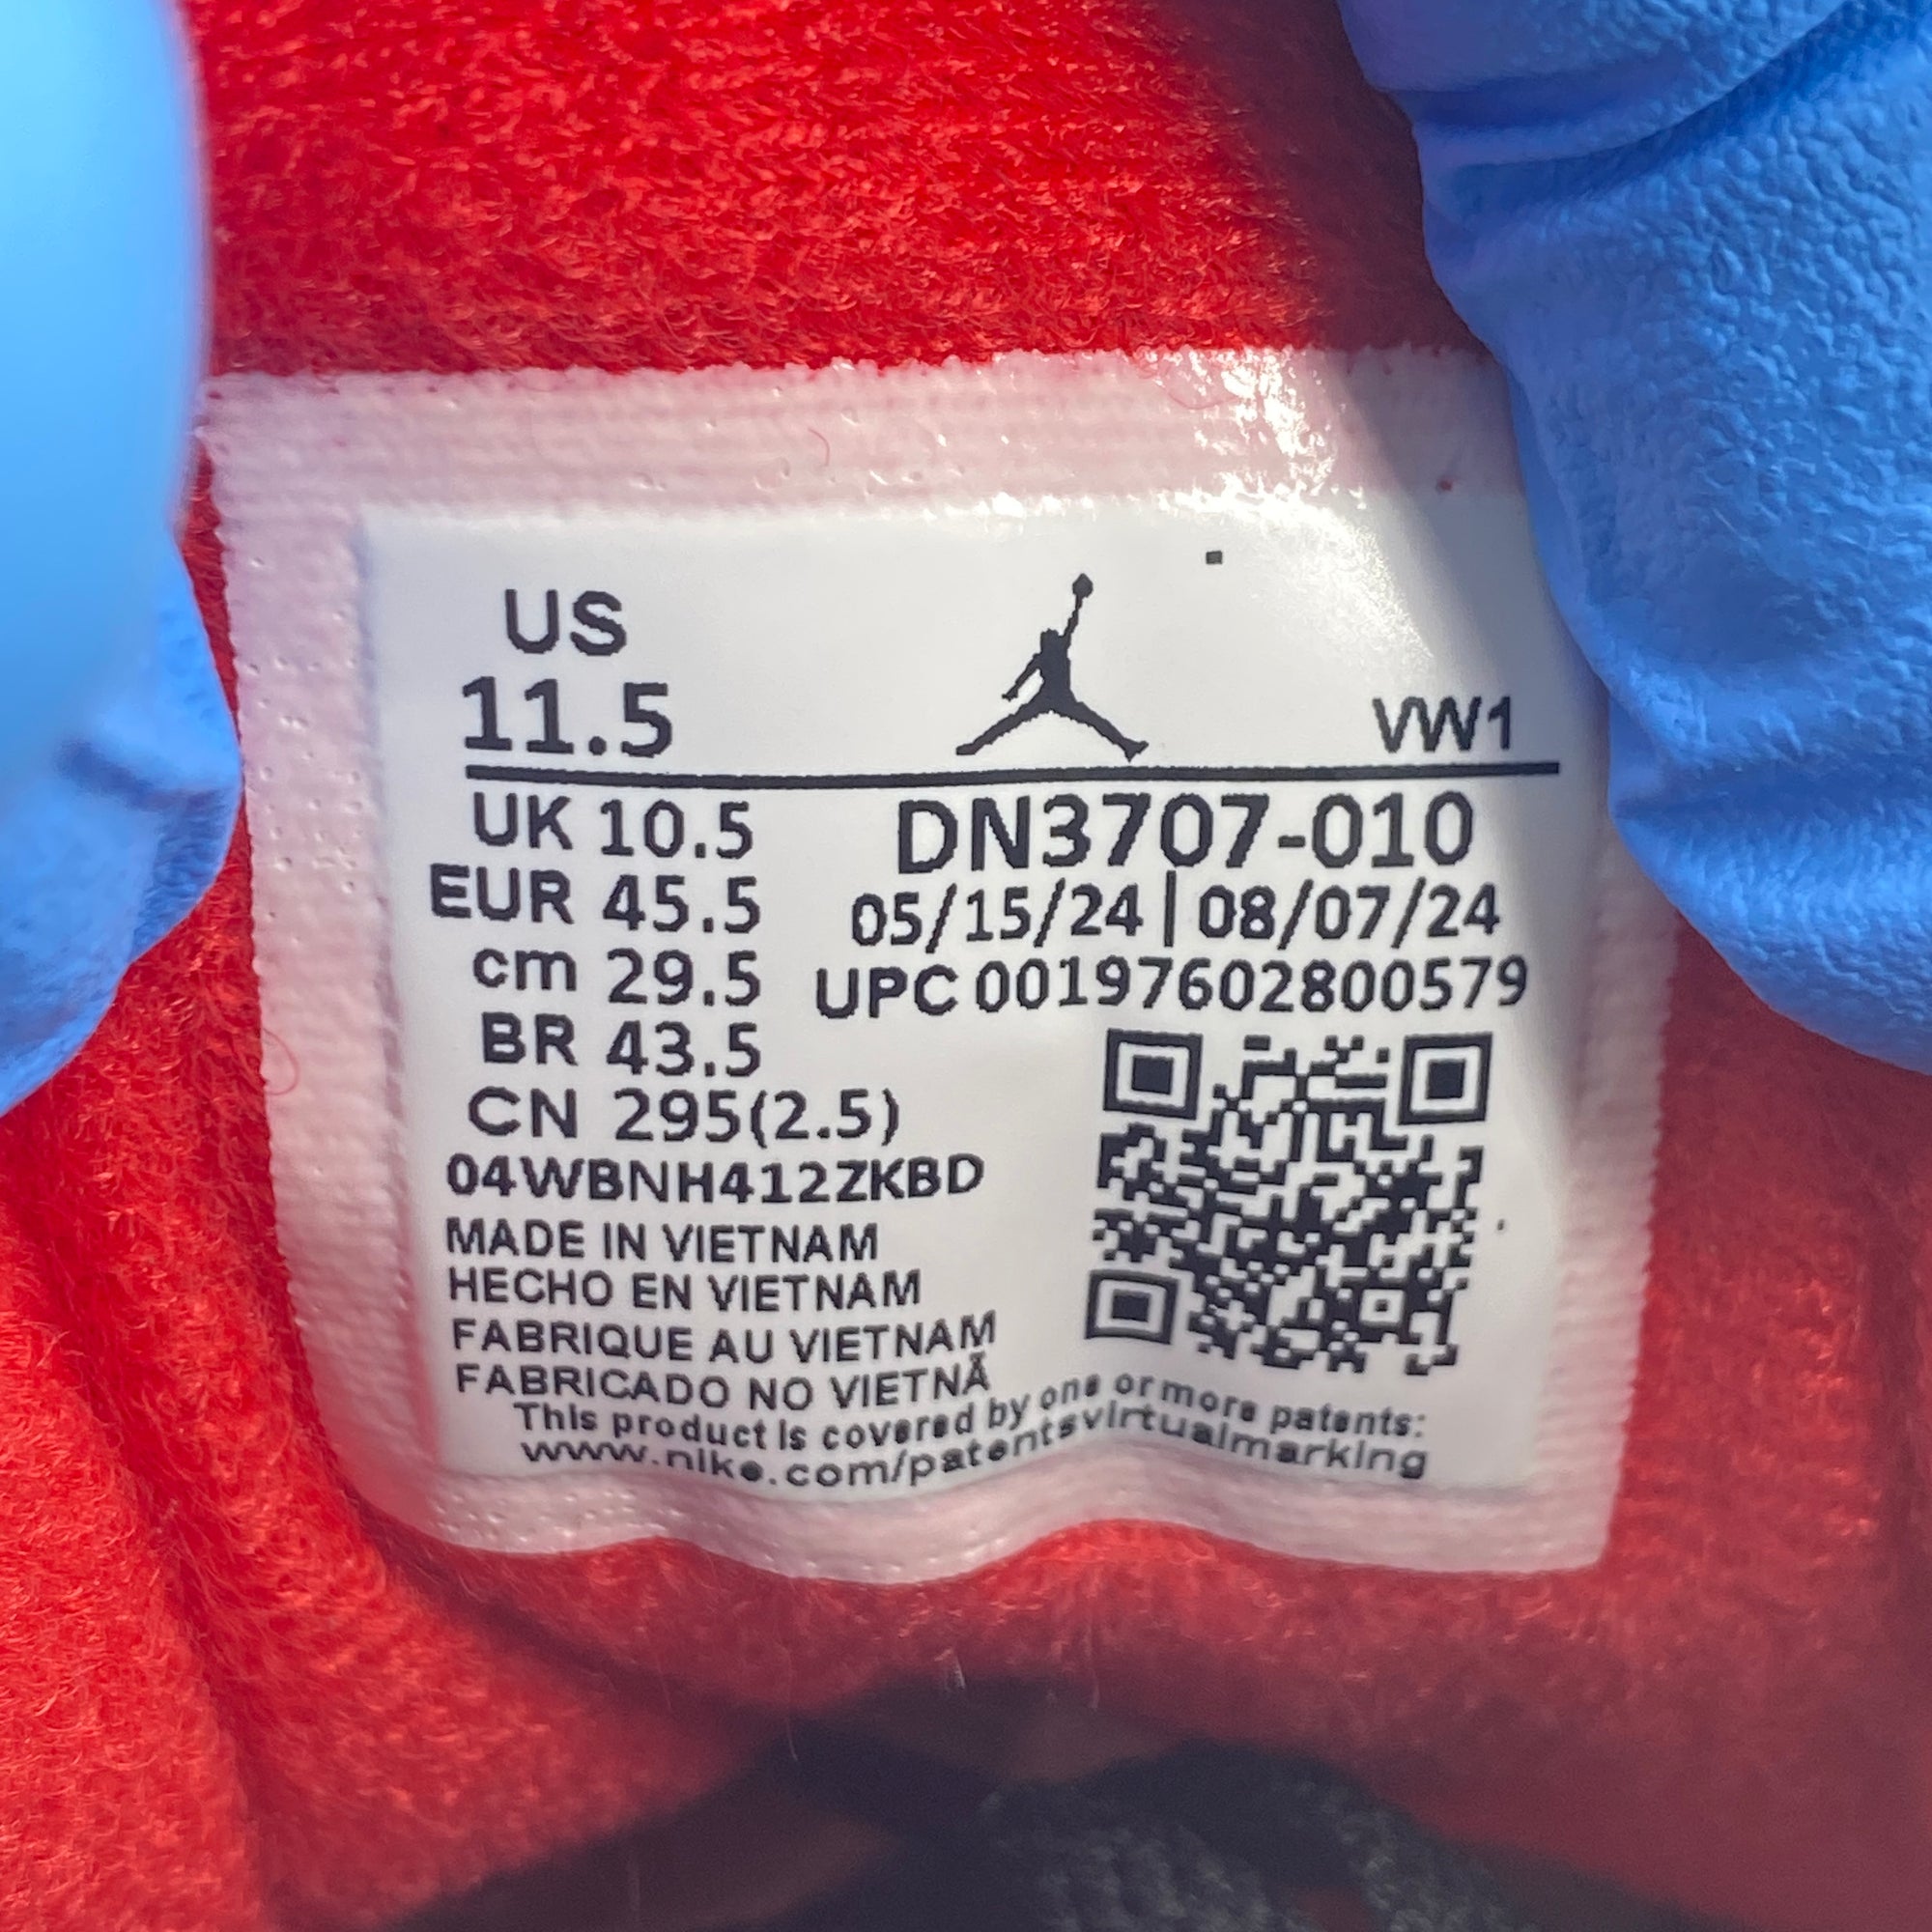 US
11.5
VW1
UK 10.5
DN3707-010
EUR 45.5
05/15/24 | 08/07/24
cm 29.5
UPC 00197602800579
BR 43.5
CN 295(2.5)
04WBNH412ZKBD
MADE IN VIETNAM
HECHO EN VIETNAM
FABRIQUE AU VIETNAM
FABRICADO NO VIETNÃ
This product is covered by one or more patents:
www.nike.com/patentsvirtualmarking